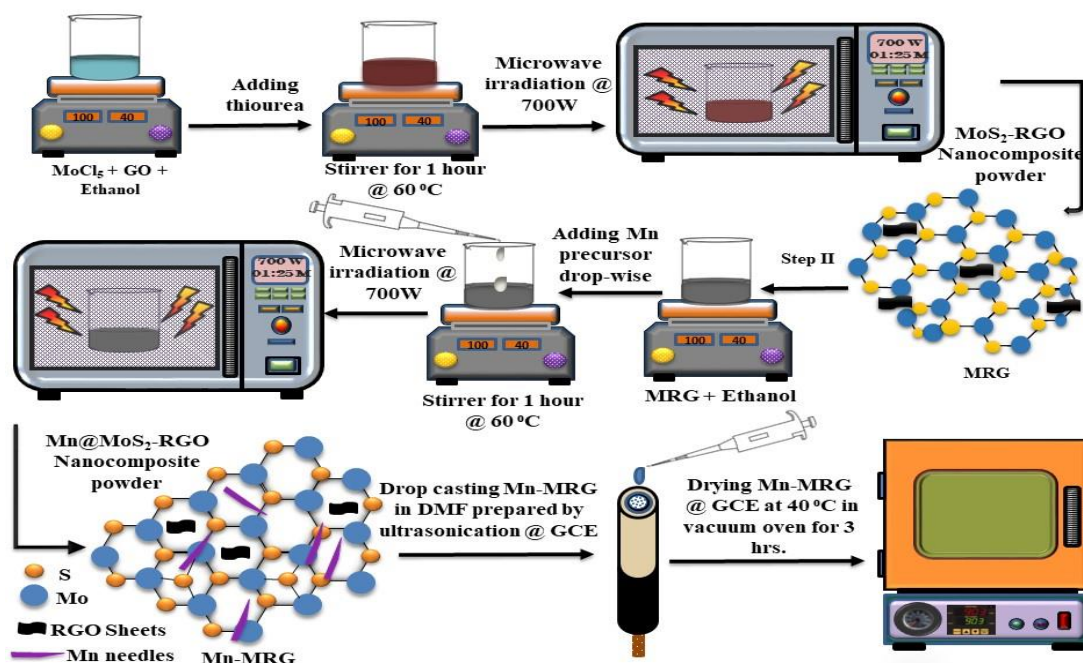 MoCl₅ + GO +
Ethanol
100 40
Adding
thiourea
100 40
Stirrer for 1 hour
@ 60 ⁰C
Microwave
irradiation @
700W
700 W
01:25 M
MoS₂-RGO
Nanocomposite
powder
MRG
Step II
100 40
MRG + Ethanol
Adding Mn
precursor
drop-wise
100 40
Stirrer for 1 hour
@ 60 ⁰C
Microwave
irradiation @
700W
700 W
01:25 M
Mn@MoS₂-RGO
Nanocomposite
powder
S
Mo
RGO Sheets
Mn needles
Mn-MRG
Drop casting Mn-MRG
in DMF prepared by
ultrasonication @ GCE
Drying Mn-MRG
@ GCE at 40 ⁰C in
vacuum oven for 3
hrs.
903